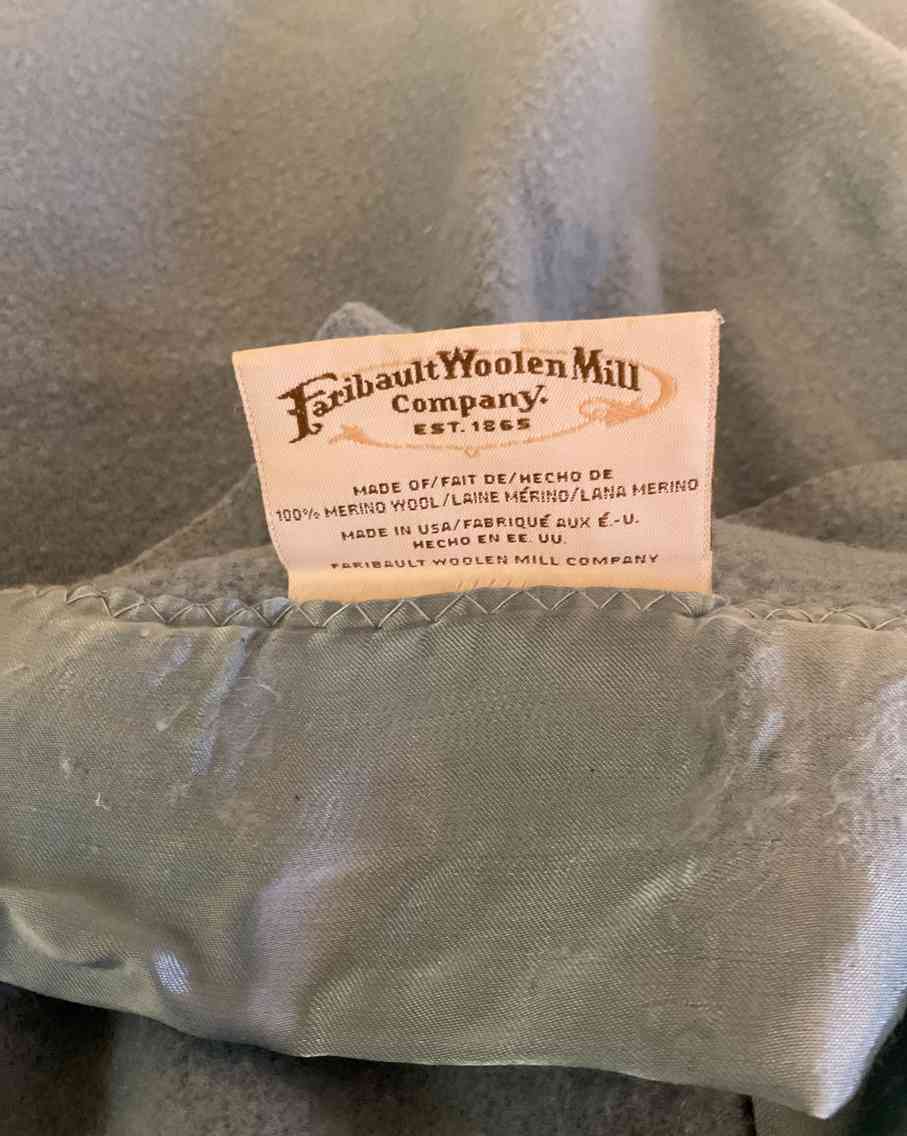 Faribault Woolen Mill
Company.
EST. 1865
MADE OF/FAIT DE/HECHO DE
100% MERINO WOOL/LAINE MÉRINO/LANA MERINO
MADE IN USA/FABRIQUÉ AUX É.-U.
HECHO EN EE. UU.
FARIBAULT WOOLEN MILL COMPANY